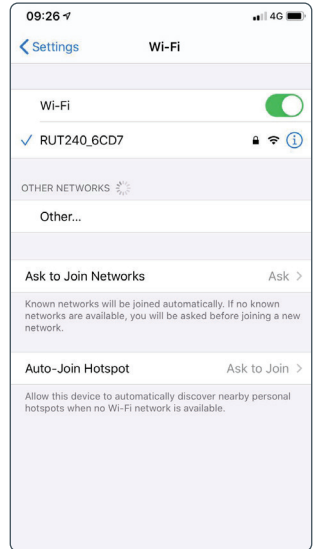 09:26 4G
Settings Wi-Fi
Wi-Fi
RUT240_6CD7
OTHER NETWORKS
Other...
Ask to Join Networks Ask
Known networks will be joined automatically. If no known
networks are available, you will be asked before joining a new
network.
Auto-Join Hotspot Ask to Join
Allow this device to automatically discover nearby personal
hotspots when no Wi-Fi network is available.